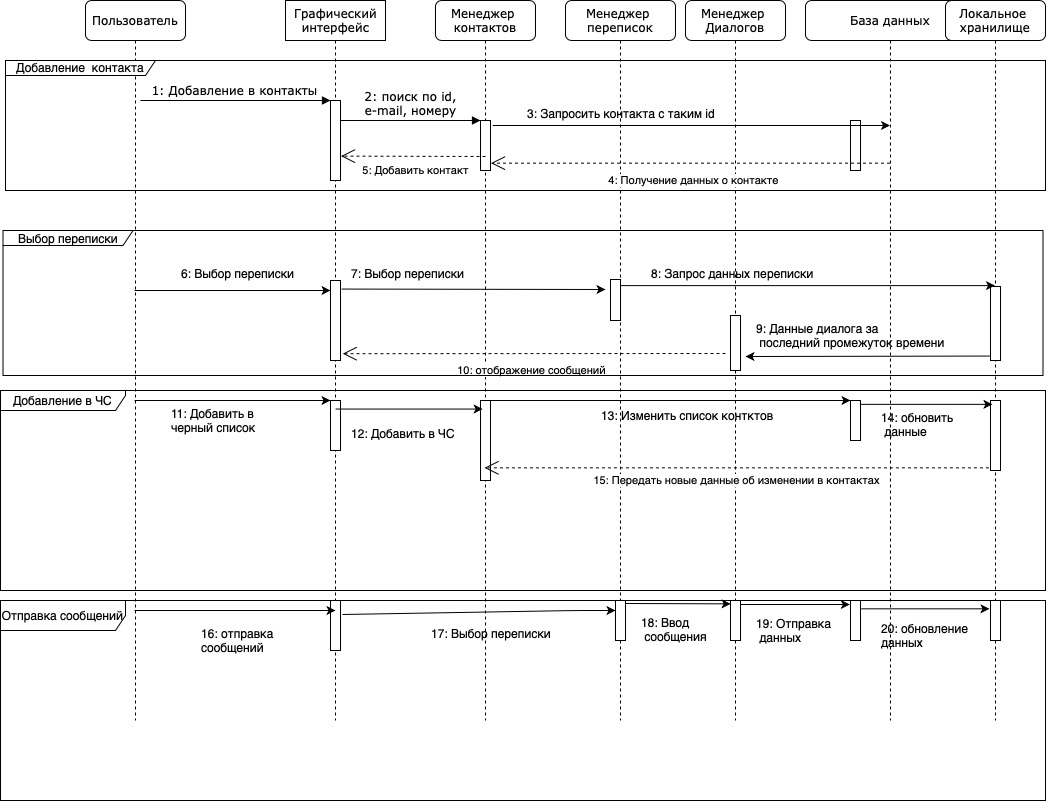 Пользователь
Графический
интерфейс
Менеджер
контактов
Менеджер
переписок
Менеджер
Диалогов
База данных
Локальное
хранилище
Добавление контакта
1: Добавление в контакты
2: поиск по id,
e-mail, номеру
3: Запросить контакта с таким id
5: Добавить контакт
4: Получение данных о контакте
Выбор переписки
6: Выбор переписки
7: Выбор переписки
8: Запрос данных переписки
9: Данные диалога за
последний промежуток времени
10: отображение сообщений
Добавление в ЧС
11: Добавить в
черный список
12: Добавить в ЧС
13: Изменить список контктов
14: обновить
данные
15: Передать новые данные об изменении в контактах
Отправка сообщений
16: отправка
сообщений
17: Выбор переписки
18: Ввод
сообщения
19: Отправка
данных
20: обновление
данных